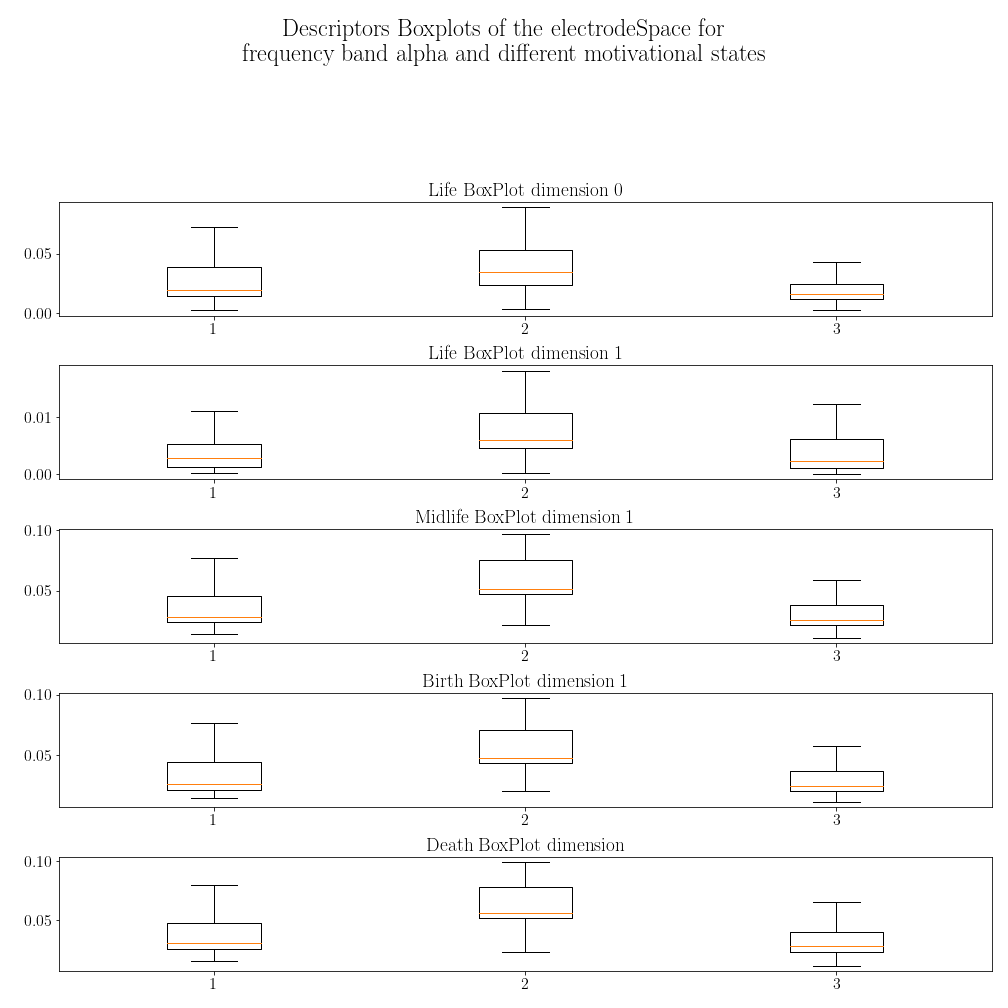 Descriptors Boxplots of the electrodeSpace for
frequency band alpha and different motivational states
Life BoxPlot dimension 0
0.05
0.00
1 2 3
Life BoxPlot dimension 1
0.01
0.00
1 2 3
Midlife BoxPlot dimension 1
0.10
0.05
1 2 3
Birth BoxPlot dimension 1
0.10
0.05
1 2 3
Death BoxPlot dimension
0.10
0.05
1 2 3